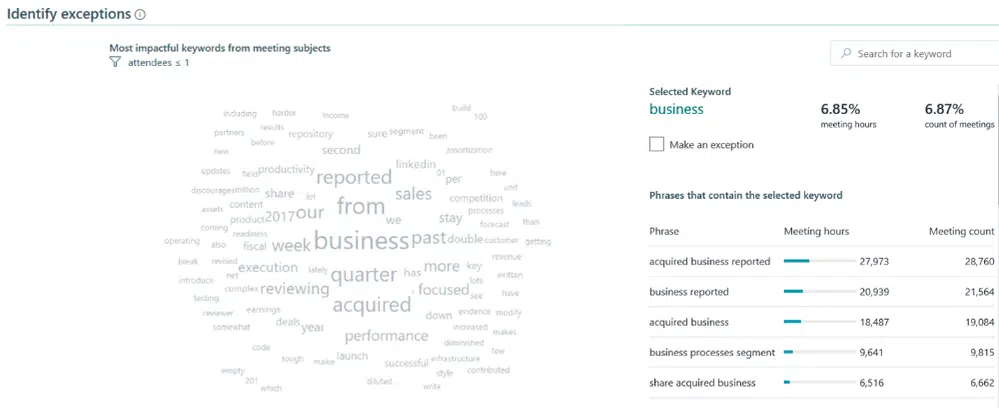 Identify exceptions
Most impactful keywords from meeting subjects
attendees ≤ 1
Search for a keyword
including harder income build 100
partners results repository sure segment been
new before second amortization
updates field productivity linkedin 01 here
discourages million share lot reported sales per unit
assets content from competition leads
product 2017 our we stay processes
coming readiness forecast than
operating also fiscal week business past double customer getting
break revised execution lately quarter has more key revenue
introduce net lots written
testing complex reviewing acquired focused see have
reviewer earnings down evidence modify
somewhat deals year performance increased makes
code diminished
tough make launch successful infrastructure few
empty style contributed
201 which diluted write
Selected Keyword
business
6.85%
meeting hours
6.87%
count of meetings
Make an exception
Phrases that contain the selected keyword
Phrase Meeting hours Meeting count
acquired business reported 27,973 28,760
business reported 20,939 21,564
acquired business 18,487 19,084
business processes segment 9,641 9,815
share acquired business 6,516 6,662